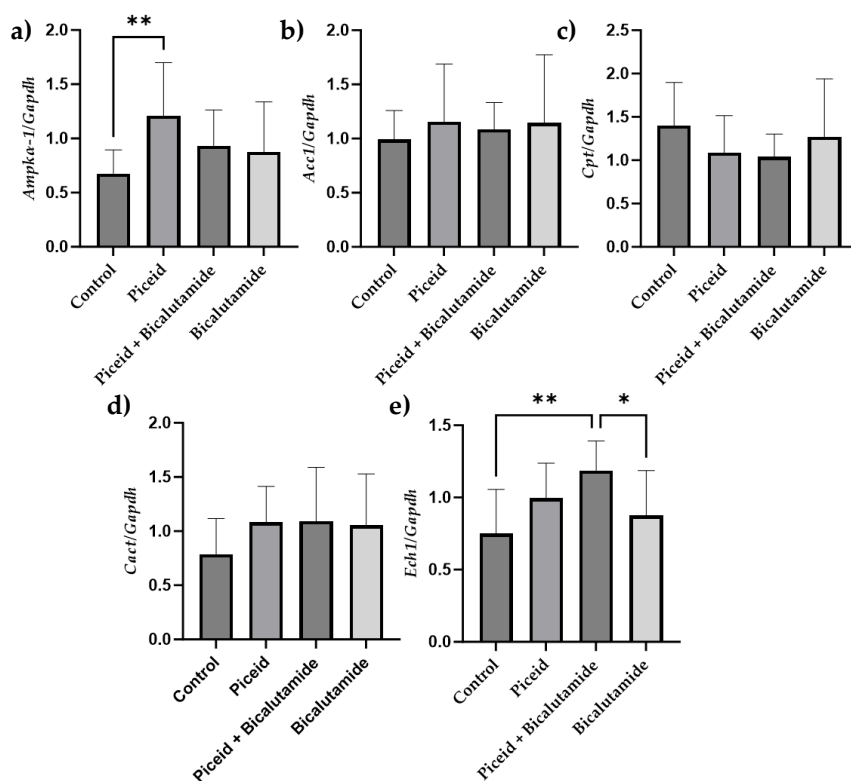 a)
**
Ampkα-1/Gapdh
2.0
1.5
1.0
0.5
0.0
Control
Piceid
Piceid + Bicalutamide
Bicalutamide
b)
Acc1/Gapdh
2.0
1.5
1.0
0.5
0.0
Control
Piceid
Piceid + Bicalutamide
Bicalutamide
c)
Cpt/Gapdh
2.5
2.0
1.5
1.0
0.5
0.0
Control
Piceid
Piceid + Bicalutamide
Bicalutamide
d)
Cact/Gapdh
2.0
1.5
1.0
0.5
0.0
Control
Piceid
Piceid + Bicalutamide
Bicalutamide
e)
**
*
Ech1/Gapdh
1.5
1.0
0.5
0.0
Control
Piceid
Piceid + Bicalutamide
Bicalutamide